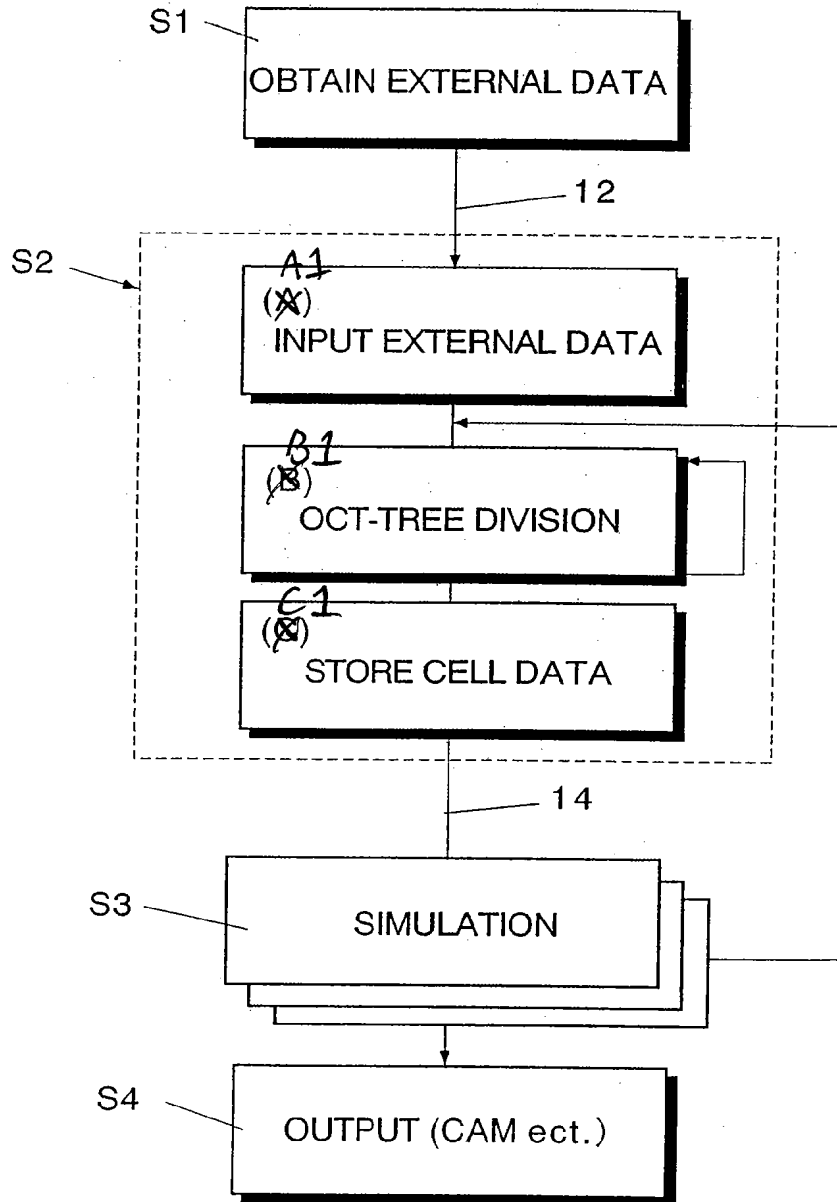 S1
OBTAIN EXTERNAL DATA
12
S2
A1
(A)
INPUT EXTERNAL DATA
B1
(B)
OCT-TREE DIVISION
C1
(C)
STORE CELL DATA
14
S3
SIMULATION
S4
OUTPUT (CAM ect.)